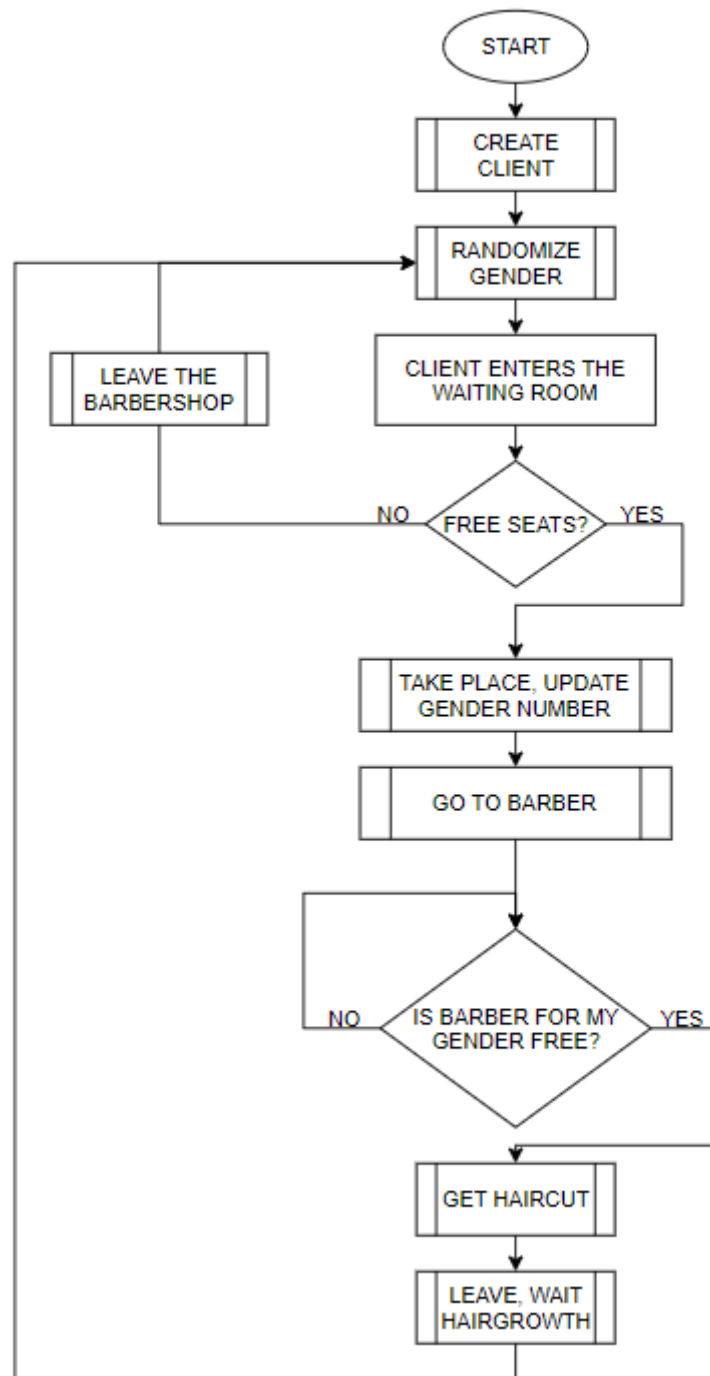 START
CREATE
CLIENT
RANDOMIZE
GENDER
LEAVE THE
BARBERSHOP
CLIENT ENTERS THE
WAITING ROOM
NO
FREE SEATS?
YES
TAKE PLACE, UPDATE
GENDER NUMBER
GO TO BARBER
NO
IS BARBER FOR MY
GENDER FREE?
YES
GET HAIRCUT
LEAVE, WAIT
HAIRGROWTH